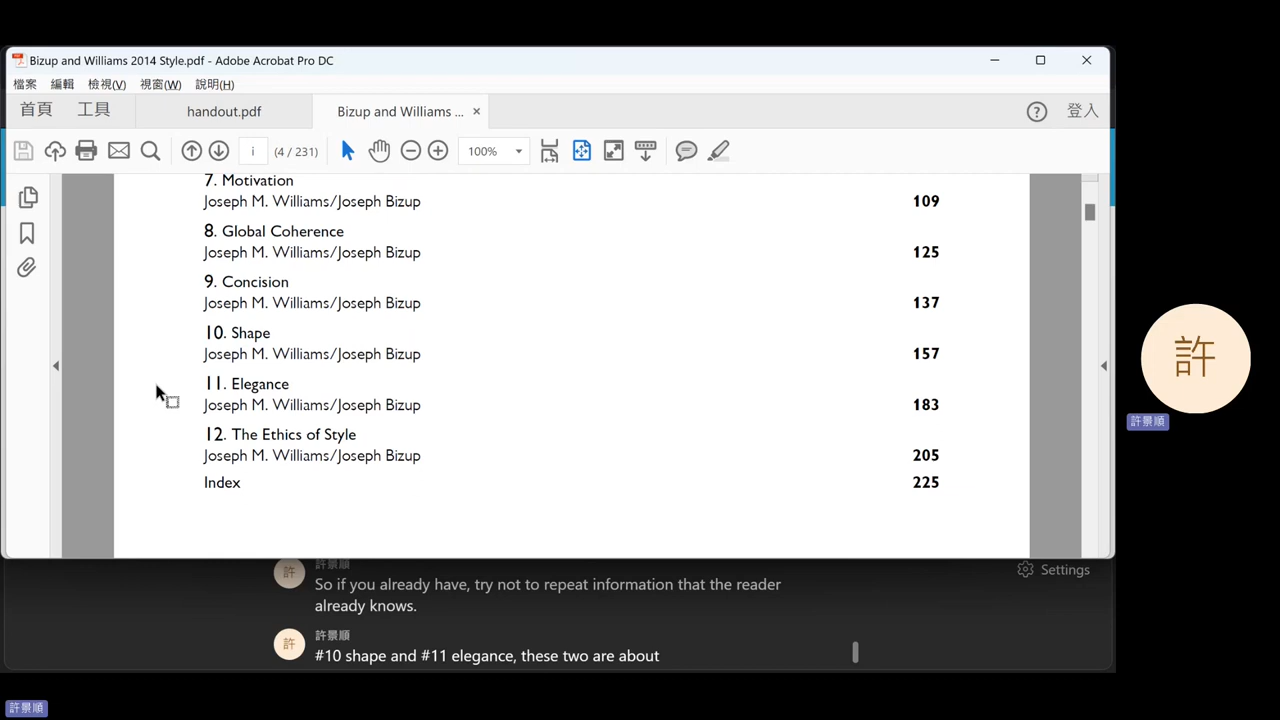 Bizup and Williams 2014 Style.pdf - Adobe Acrobat Pro DC
檔案 編輯 檢視(V) 視窗(W) 說明(H)
首頁 工具 handout.pdf Bizup and Williams ... × 登入
i (4 / 231) 100%
7. Motivation
Joseph M. Williams/Joseph Bizup 109
8. Global Coherence
Joseph M. Williams/Joseph Bizup 125
9. Concision
Joseph M. Williams/Joseph Bizup 137
10. Shape
Joseph M. Williams/Joseph Bizup 157
11. Elegance
Joseph M. Williams/Joseph Bizup 183
12. The Ethics of Style
Joseph M. Williams/Joseph Bizup 205
Index 225
許
許景順
許 許景順
So if you already have, try not to repeat information that the reader
already knows.
Settings
許 許景順
#10 shape and #11 elegance, these two are about
許景順